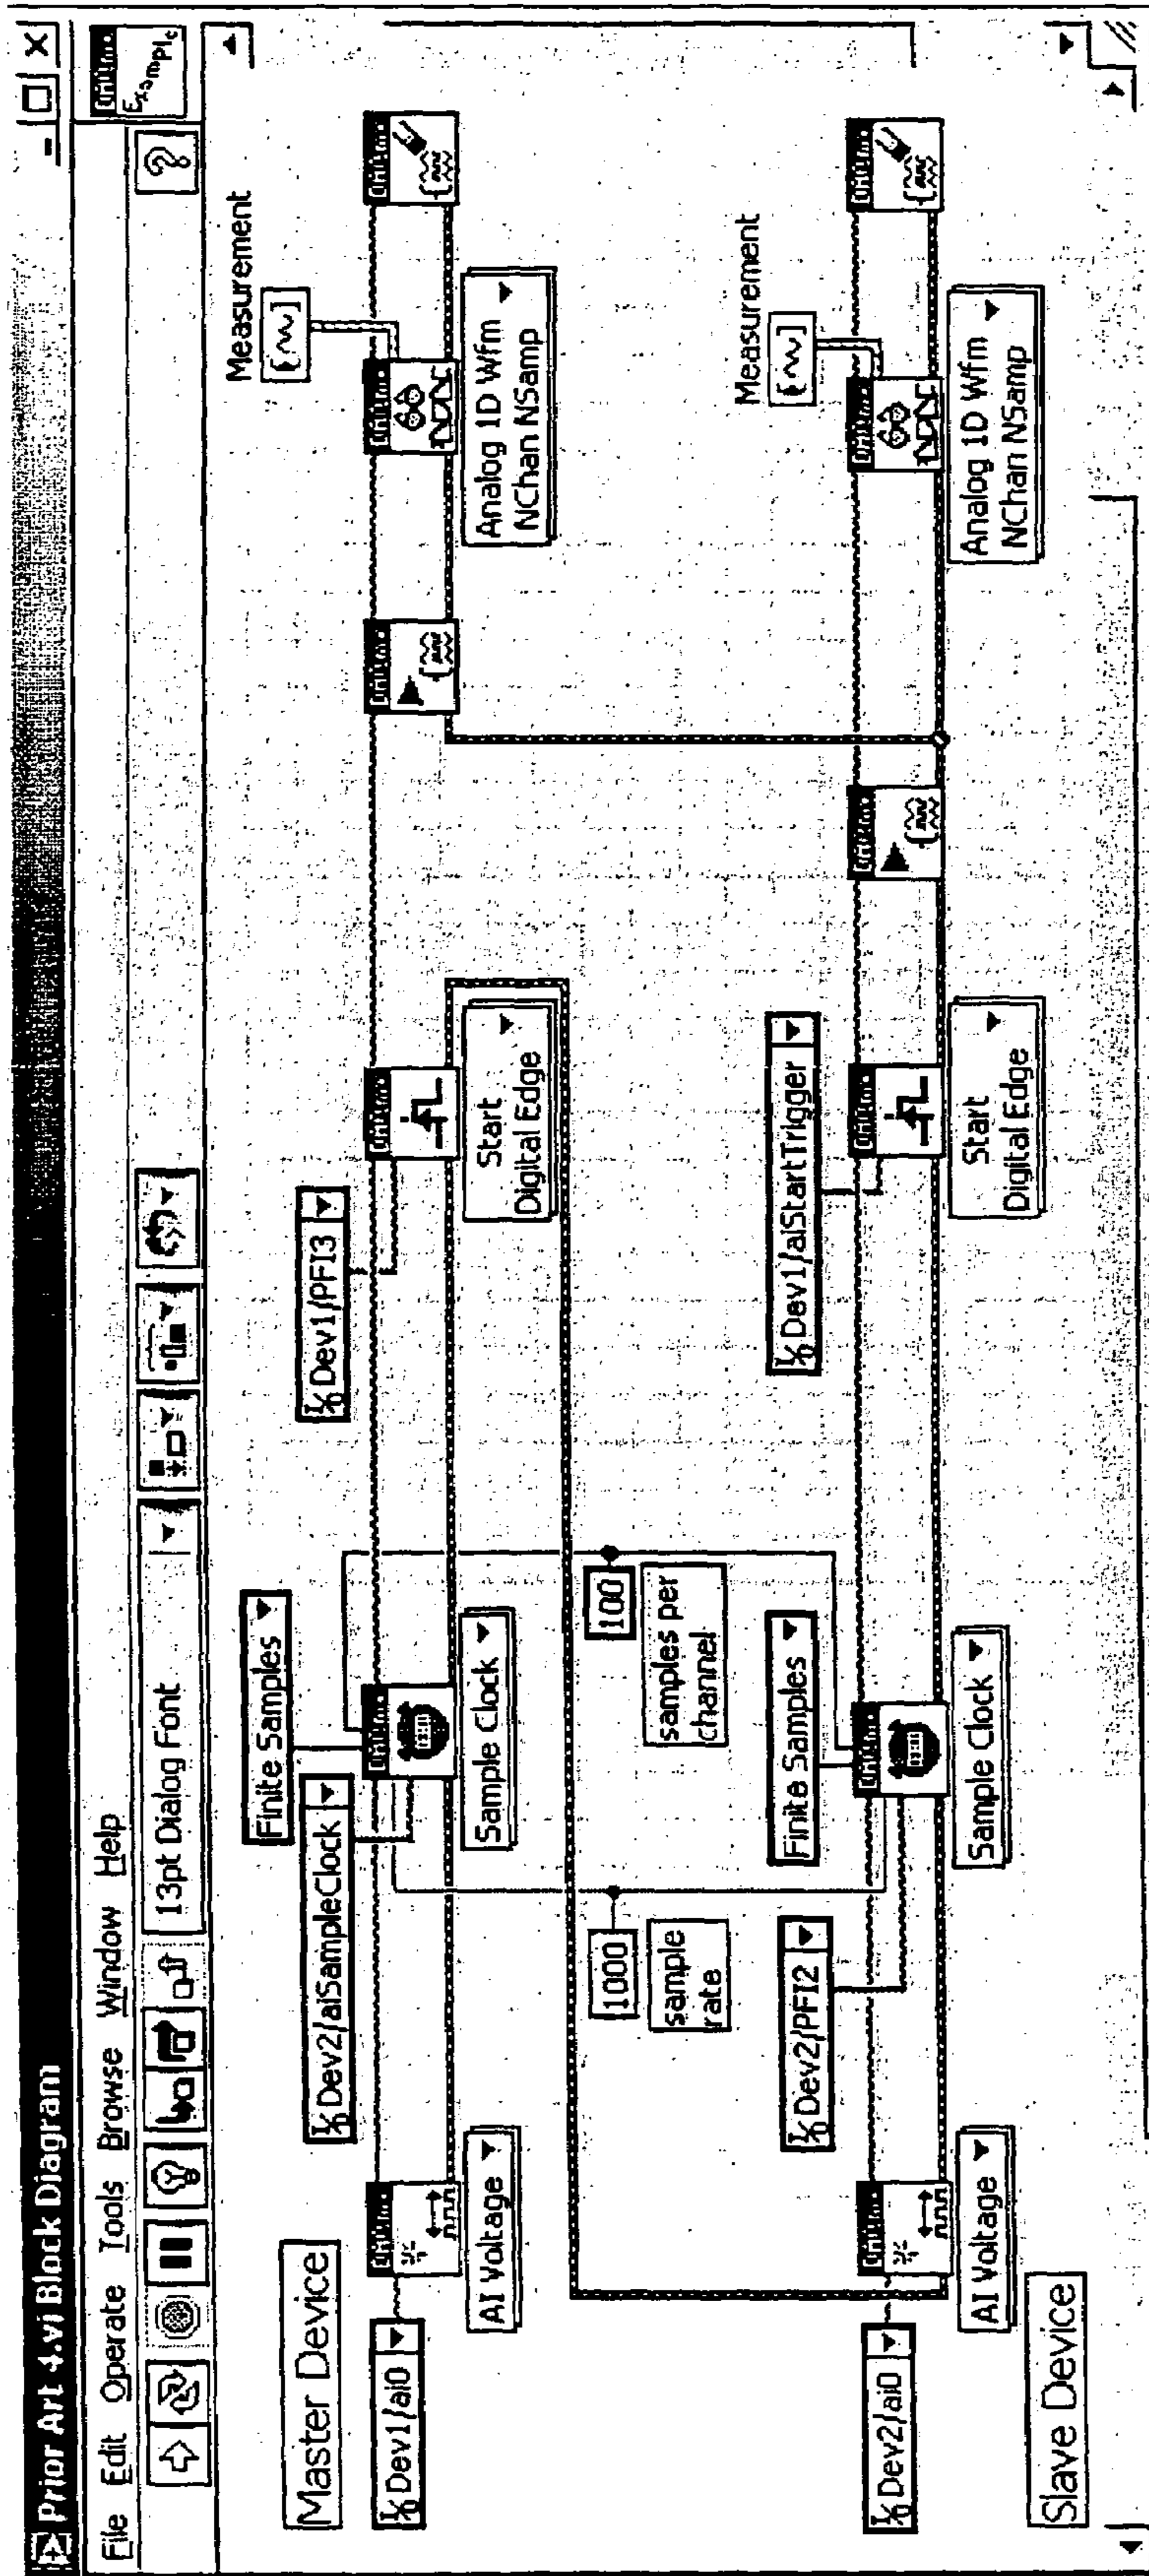 Prior Art 4.vi Block Diagram
File Edit Operate Tools Browse Window Help
13pt Dialog Font
Example
Master Device
Dev1/ai0
AI Voltage
Dev2/aiSampleClock
Finite Samples
Sample Clock
Dev1/PFI3
Start
Digital Edge
Measurement
Analog 1D Wfm
NChan NSamp
1000
sample
rate
100
samples per
channel
Slave Device
Dev2/ai0
AI Voltage
Dev2/PFI2
Finite Samples
Sample Clock
Dev1/aiStartTrigger
Start
Digital Edge
Measurement
Analog 1D Wfm
NChan NSamp